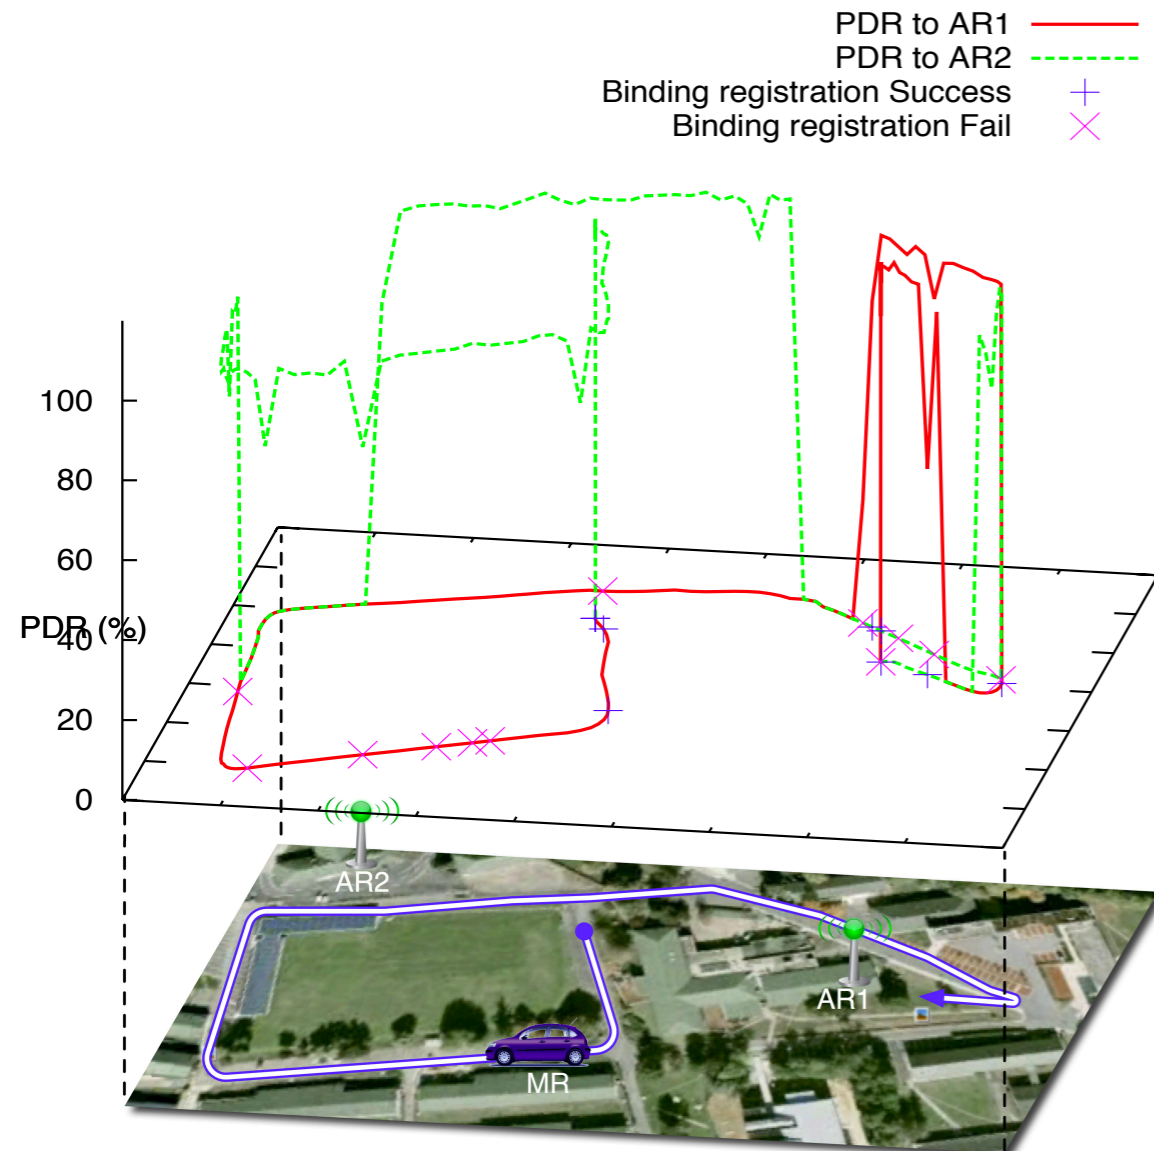 PDR to AR1
PDR to AR2
Binding registration Success
Binding registration Fail
100
80
60
PDR (%)
40
20
0
AR2
AR1
MR